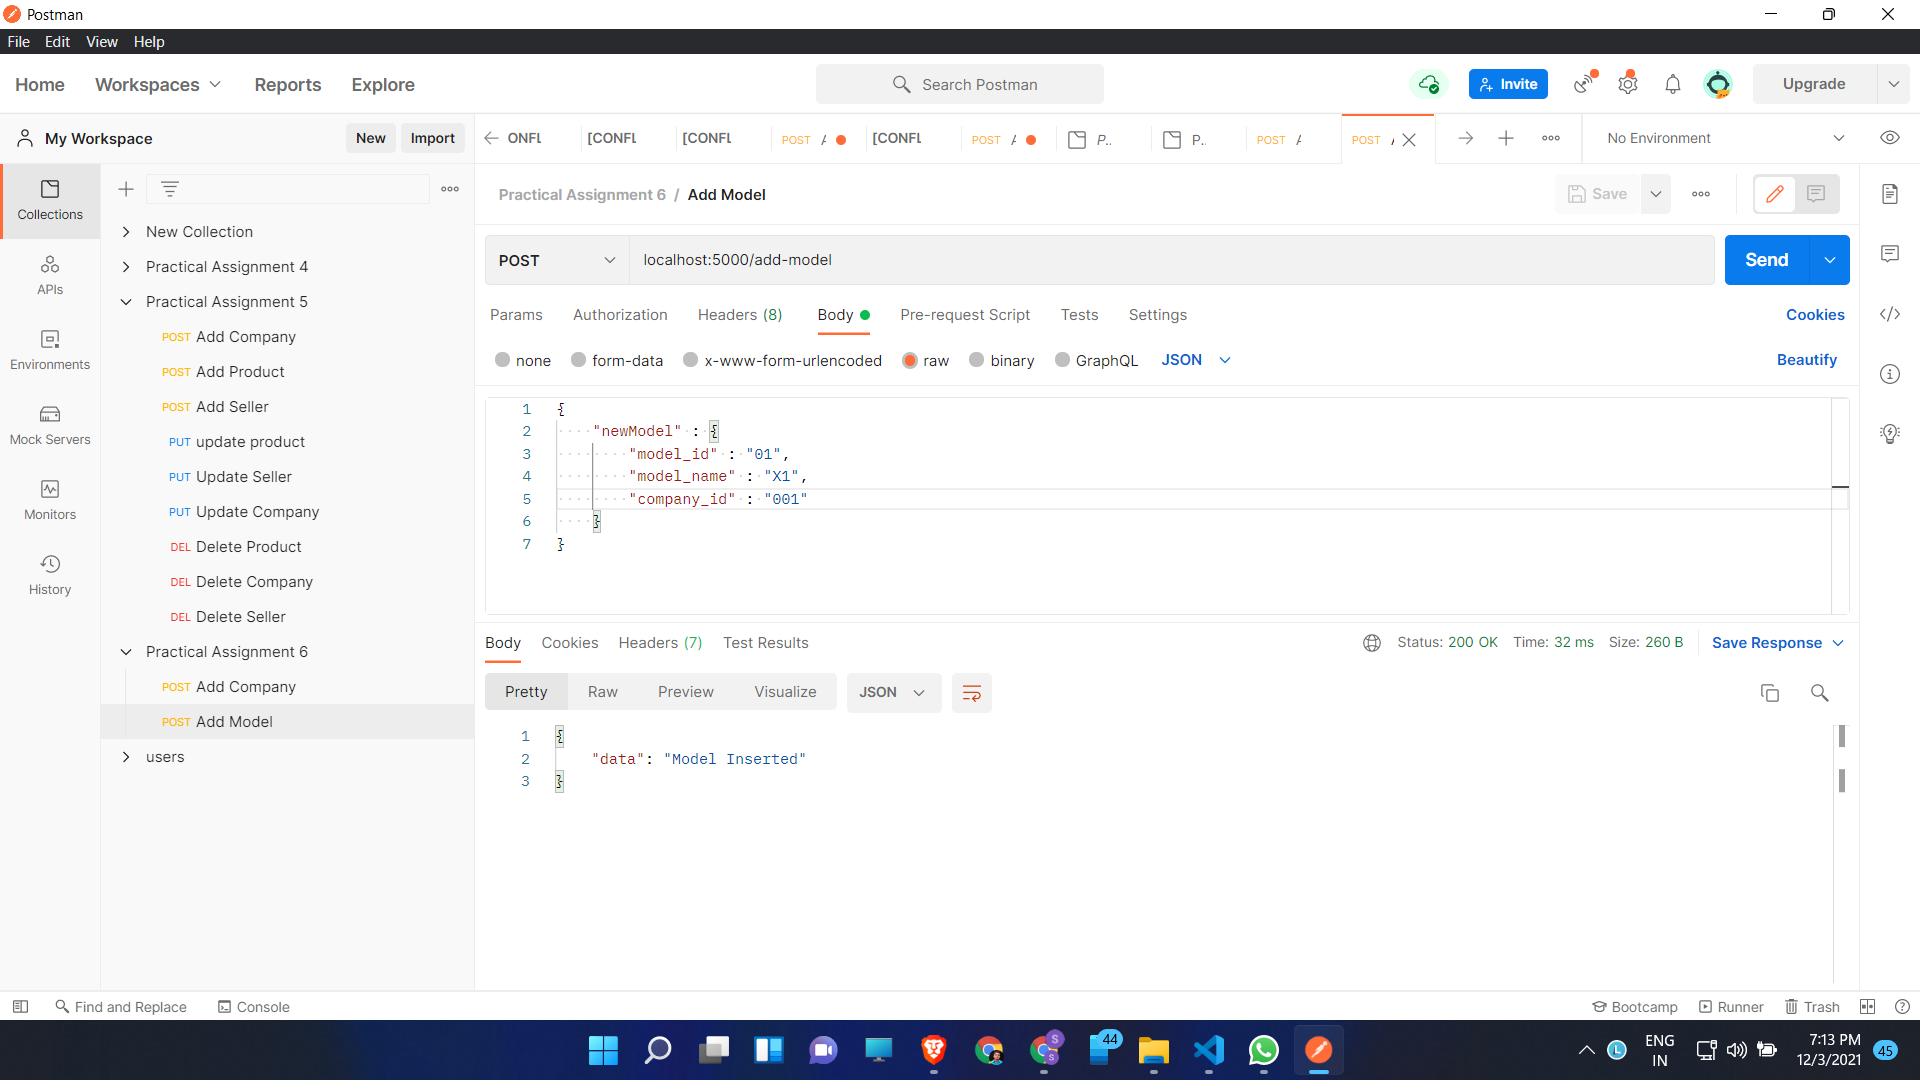 Postman
File Edit View Help
Home Workspaces Reports Explore
Search Postman
Invite
Upgrade
My Workspace
New Import
ONFL [CONFL [CONFL POST A [CONFL POST A P.. P.. POST A POST
No Environment
Collections
APIs
Environments
Mock Servers
Monitors
History
New Collection
Practical Assignment 4
Practical Assignment 5
POST Add Company
POST Add Product
POST Add Seller
PUT update product
PUT Update Seller
PUT Update Company
DEL Delete Product
DEL Delete Company
DEL Delete Seller
Practical Assignment 6
POST Add Company
POST Add Model
users
Practical Assignment 6 / Add Model
Save
POST localhost:5000/add-model
Send
Params Authorization Headers (8) Body Pre-request Script Tests Settings Cookies
none form-data x-www-form-urlencoded raw binary GraphQL JSON Beautify
1 {
2 "newModel" : {
3 "model_id" : "01",
4 "model_name" : "X1",
5 "company_id" : "001"
6 }
7 }
Body Cookies Headers (7) Test Results Status: 200 OK Time: 32 ms Size: 260 B Save Response
Pretty Raw Preview Visualize JSON
1 {
2 "data": "Model Inserted"
3 }
Find and Replace Console Bootcamp Runner Trash
S
S
44
L
ENG
IN
7:13 PM
12/3/2021
45